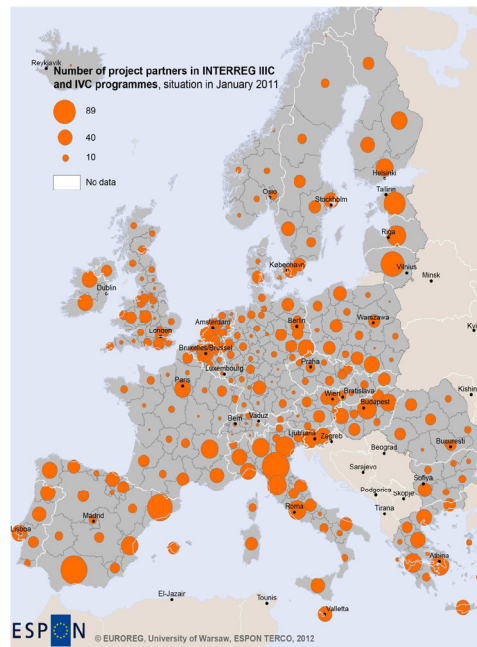 Reykjavik
Number of project partners in INTERREG IIIC
and IVC programmes, situation in January 2011
89
40
10
No data
Helsinki
Oslo
Stockholm
Tallinn
Riga
København
Vilnius
Minsk
Dublin
London
Amsterdam
Berlin
Warszawa
Bruxelles/Brussel
Luxembourg
Praha
Kyi
Paris
Wien
Bratislava
Budapest
Kishin
Bern
Vaduz
Ljubljana
Zagreb
Beograd
Bucuresti
Sarajevo
Sofiya
Podgorica
Skopje
Tirana
Roma
Madrid
Lisboa
Athina
El-Jazair
Tounis
Valletta
ESPON
© EUROREG, University of Warsaw, ESPON TERCO, 2012